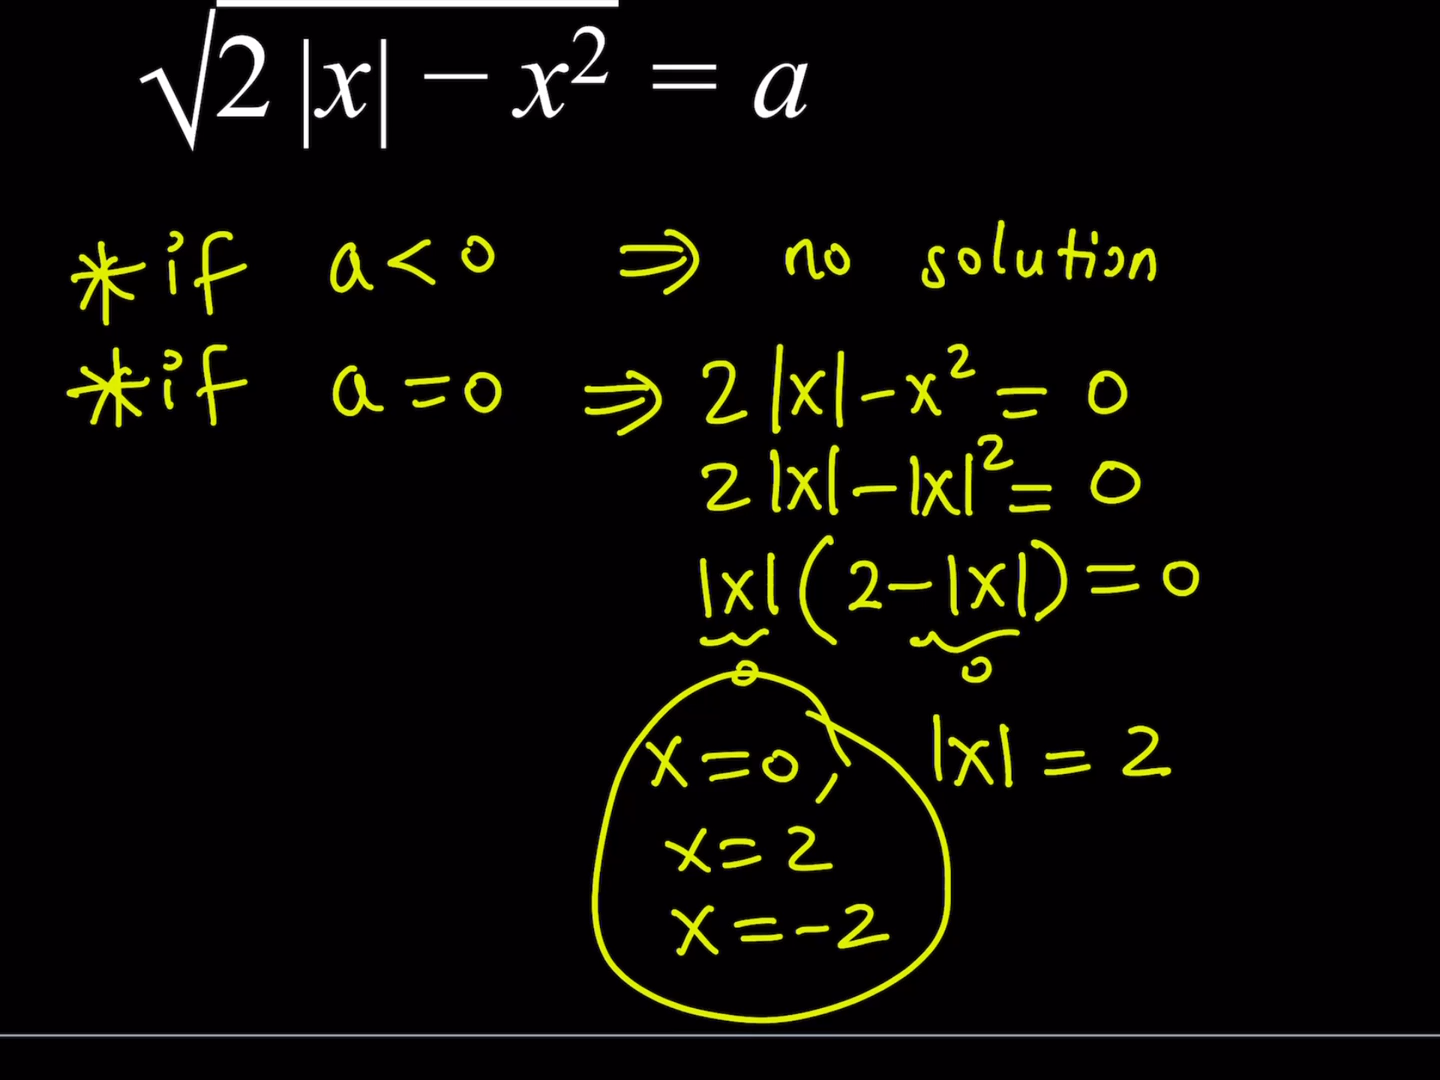 √2|x| − x² = a
*if a<0 ⇒ no solution
*if a=0 ⇒ 2|x|-x²=0
2|x|-|x|²=0
|x|(2-|x|)=0
0 0
x=0, |x|=2
x=2
x=-2